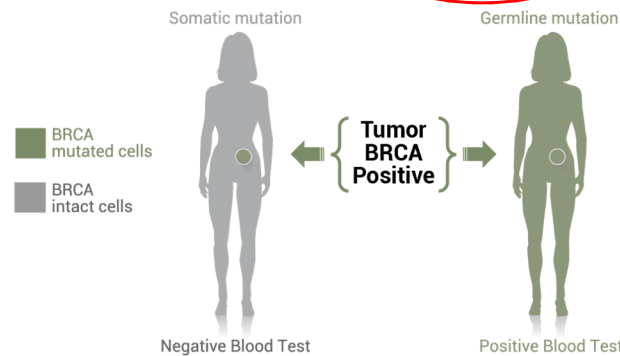 Somatic mutation
Germline mutation
BRCA
mutated cells
BRCA
intact cells
Tumor
BRCA
Positive
Negative Blood Test
Positive Blood Test